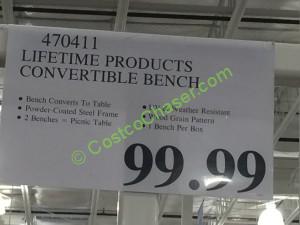 470411
LIFETIME PRODUCTS
CONVERTIBLE BENCH
• Bench Converts To Table
• Powder-Coated Steel Frame
• 2 Benches = Picnic Table
Weather Resistant
Wood Grain Pattern
1 Bench Per Box
99.99
© CostcoChaser.com